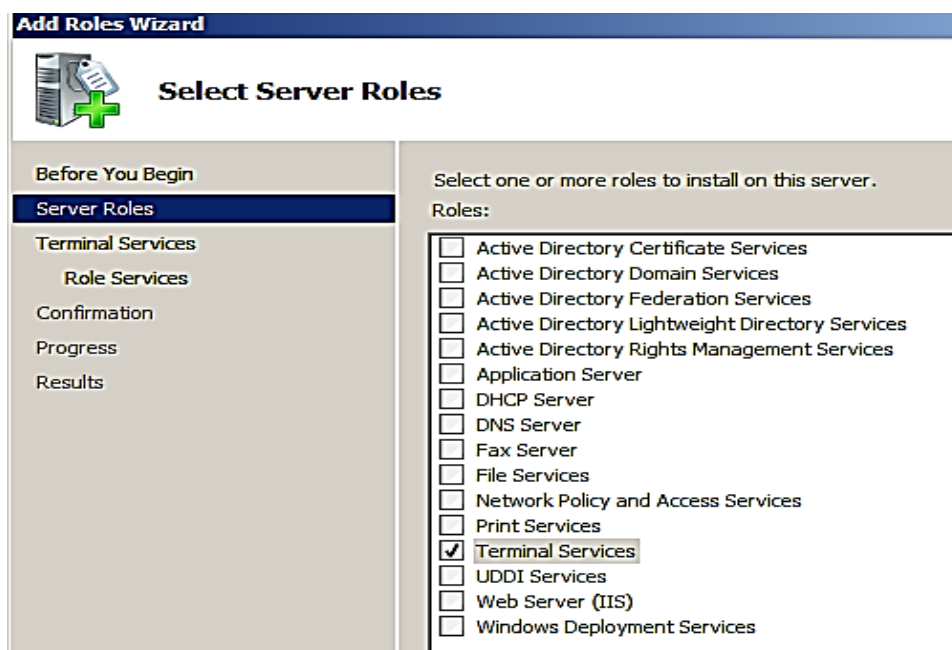 Add Roles Wizard
Select Server Roles
Before You Begin
Server Roles
Terminal Services
Role Services
Confirmation
Progress
Results
Select one or more roles to install on this server.
Roles:
Active Directory Certificate Services
Active Directory Domain Services
Active Directory Federation Services
Active Directory Lightweight Directory Services
Active Directory Rights Management Services
Application Server
DHCP Server
DNS Server
Fax Server
File Services
Network Policy and Access Services
Print Services
Terminal Services
UDDI Services
Web Server (IIS)
Windows Deployment Services